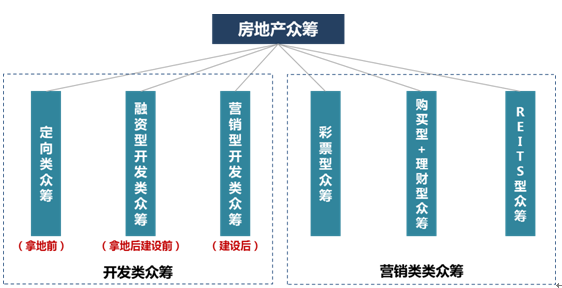 房地产众筹
定向类众筹
融资型开发类众筹
营销型开发类众筹
彩票型众筹
购买型+理财型众筹
REITS型众筹
（拿地前）
（拿地后建设前）
（建设后）
开发类众筹
营销类类众筹